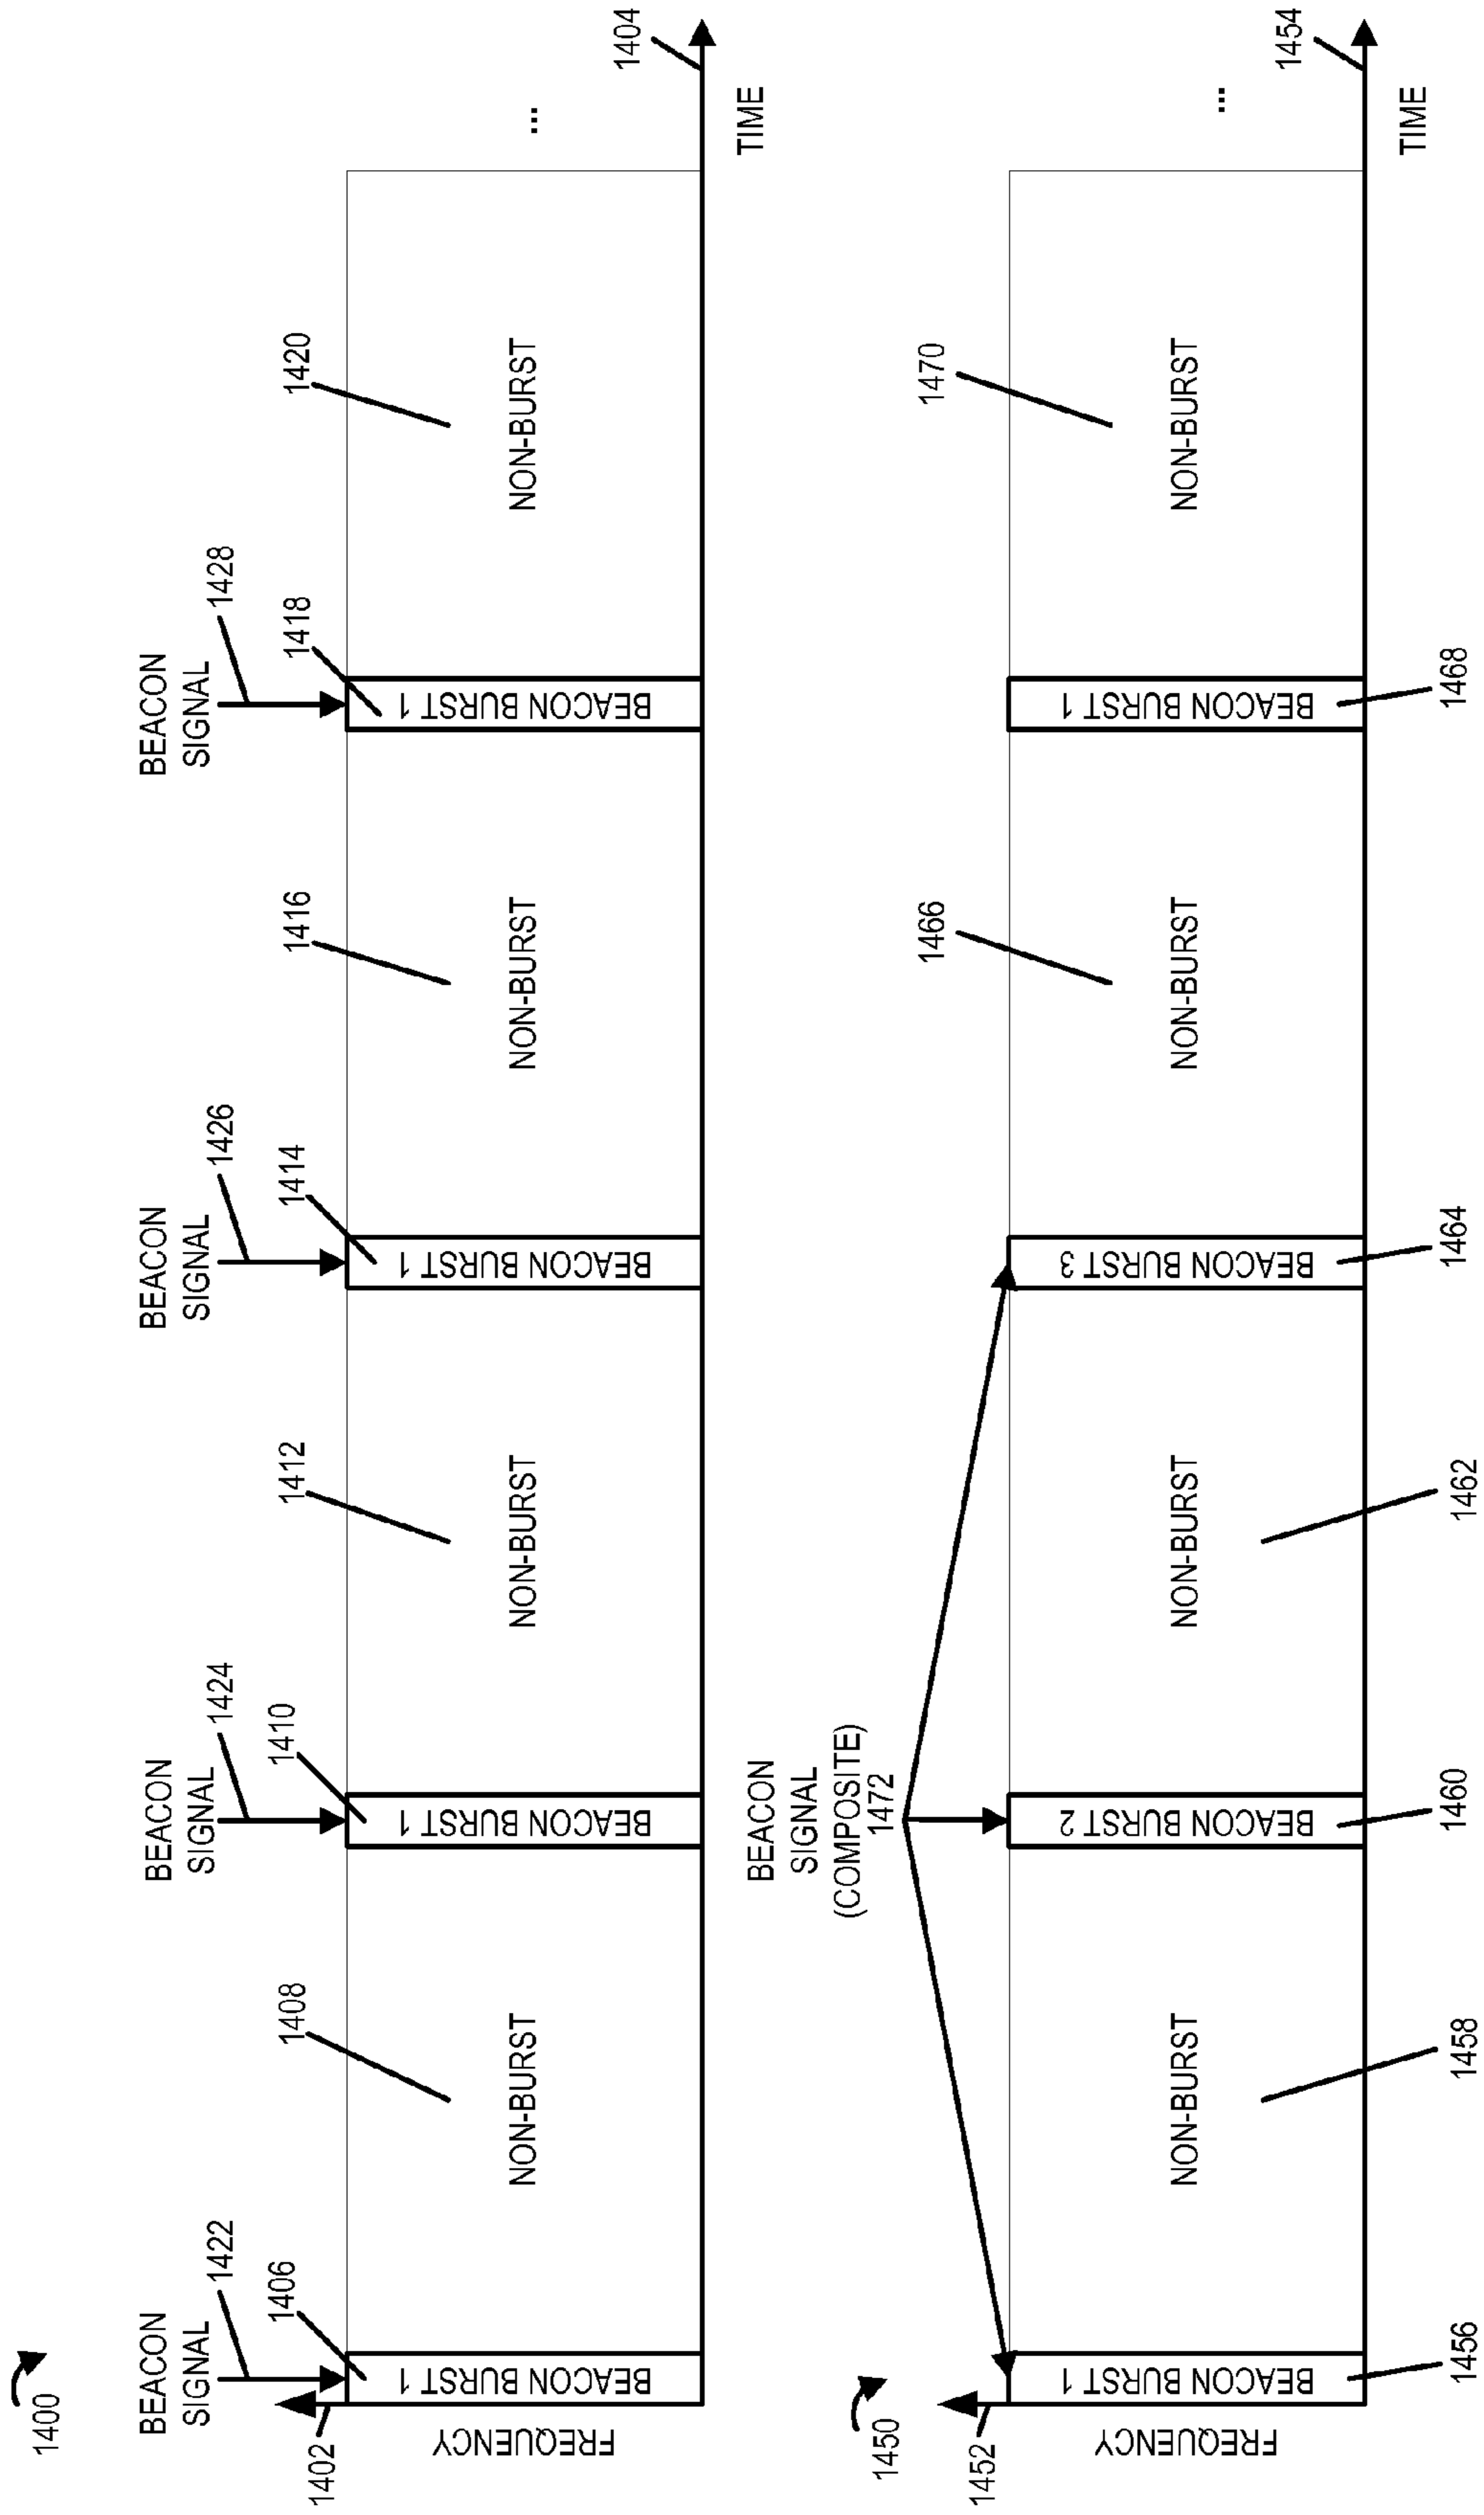 1400
BEACON
SIGNAL
1422
BEACON
SIGNAL
1424
BEACON
SIGNAL
1426
BEACON
SIGNAL
1428
1402
1406
1408
1410
1412
1414
1416
1418
1420
FREQUENCY
BEACON BURST 1
NON-BURST
BEACON BURST 1
NON-BURST
BEACON BURST 1
NON-BURST
BEACON BURST 1
NON-BURST
...
1404
TIME
1450
BEACON
SIGNAL
(COMPOSITE)
1472
1466
1470
1452
FREQUENCY
BEACON BURST 1
NON-BURST
BEACON BURST 2
NON-BURST
BEACON BURST 3
NON-BURST
BEACON BURST 1
NON-BURST
...
1454
TIME
1456
1458
1460
1462
1464
1468